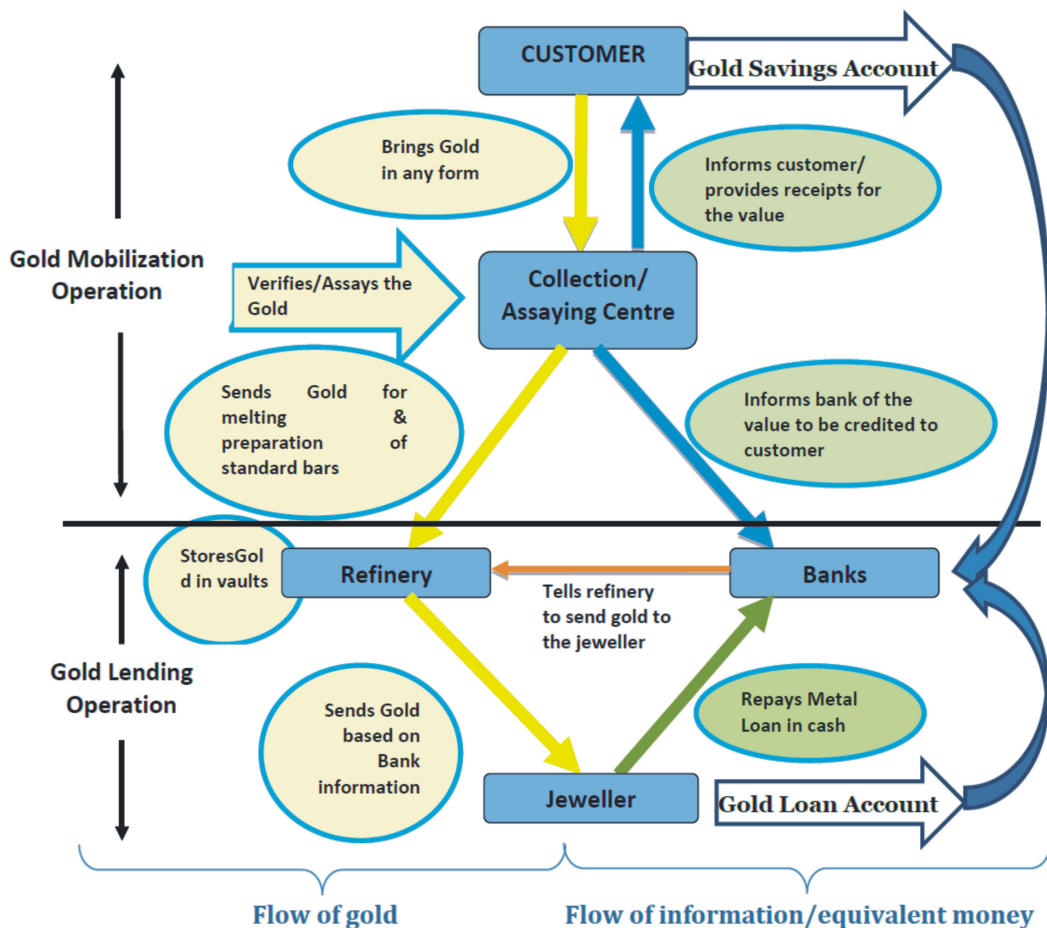 CUSTOMER
Gold Savings Account
Brings Gold
in any form
Informs customer/
provides receipts for
the value
Gold Mobilization
Operation
Verifies/Assays the
Gold
Collection/
Assaying Centre
Sends Gold for
melting &
preparation of
standard bars
Informs bank of the
value to be credited to
customer
StoresGol
d in vaults
Refinery
Banks
Tells refinery
to send gold to
the jeweller
Gold Lending
Operation
Sends Gold
based on
Bank
information
Repays Metal
Loan in cash
Jeweller
Gold Loan Account
Flow of gold
Flow of information/equivalent money